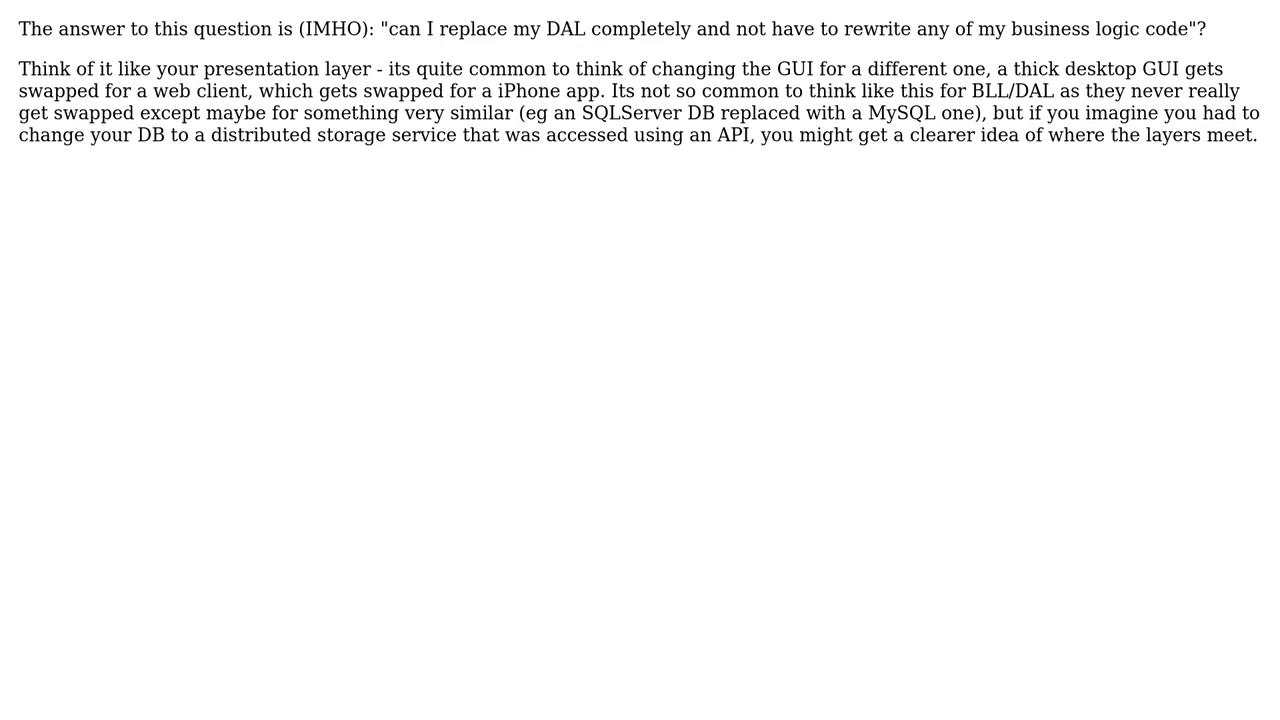 The answer to this question is (IMHO): "can I replace my DAL completely and not have to rewrite any of my business logic code"?
Think of it like your presentation layer - its quite common to think of changing the GUI for a different one, a thick desktop GUI gets
swapped for a web client, which gets swapped for a iPhone app. Its not so common to think like this for BLL/DAL as they never really
get swapped except maybe for something very similar (eg an SQLServer DB replaced with a MySQL one), but if you imagine you had to
change your DB to a distributed storage service that was accessed using an API, you might get a clearer idea of where the layers meet.